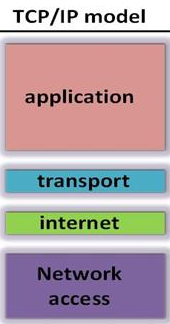 TCP/IP model
application
transport
internet
Network
access